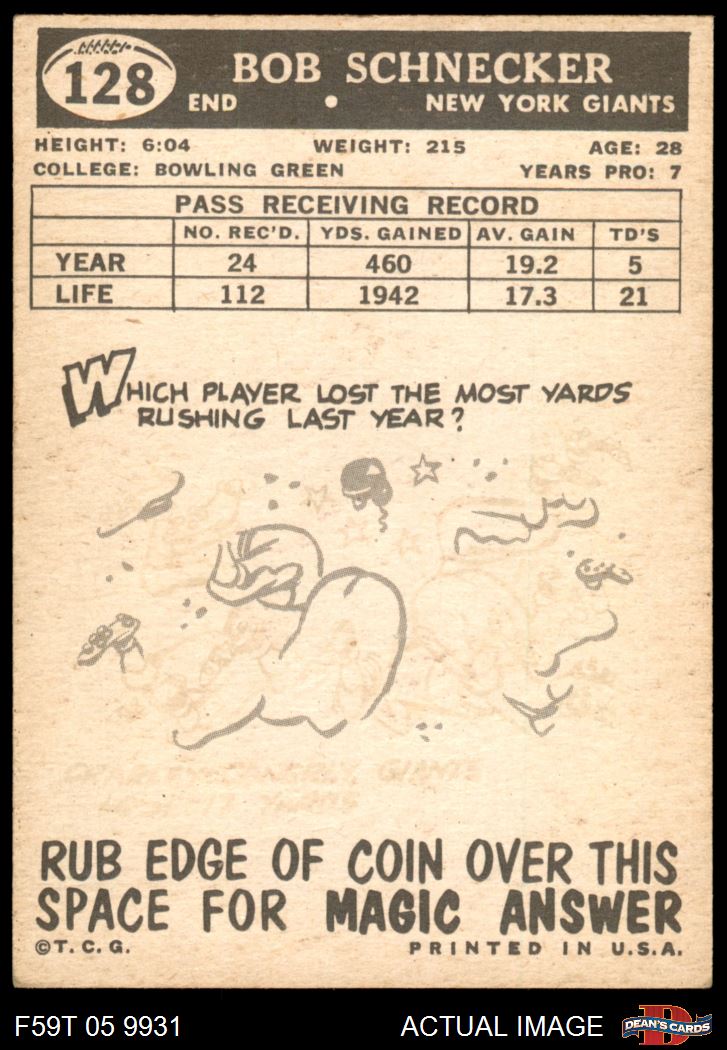 128
BOB SCHNECKER
END • NEW YORK GIANTS
HEIGHT: 6:04 WEIGHT: 215 AGE: 28
COLLEGE: BOWLING GREEN YEARS PRO: 7
PASS RECEIVING RECORD
NO. REC'D. YDS. GAINED AV. GAIN TD'S
YEAR 24 460 19.2 5
LIFE 112 1942 17.3 21
WHICH PLAYER LOST THE MOST YARDS
RUSHING LAST YEAR?
GIANTS
YARDS
RUB EDGE OF COIN OVER THIS
SPACE FOR MAGIC ANSWER
©T.C.G. PRINTED IN U.S.A.
F59T 05 9931 ACTUAL IMAGE DEAN'S CARDS